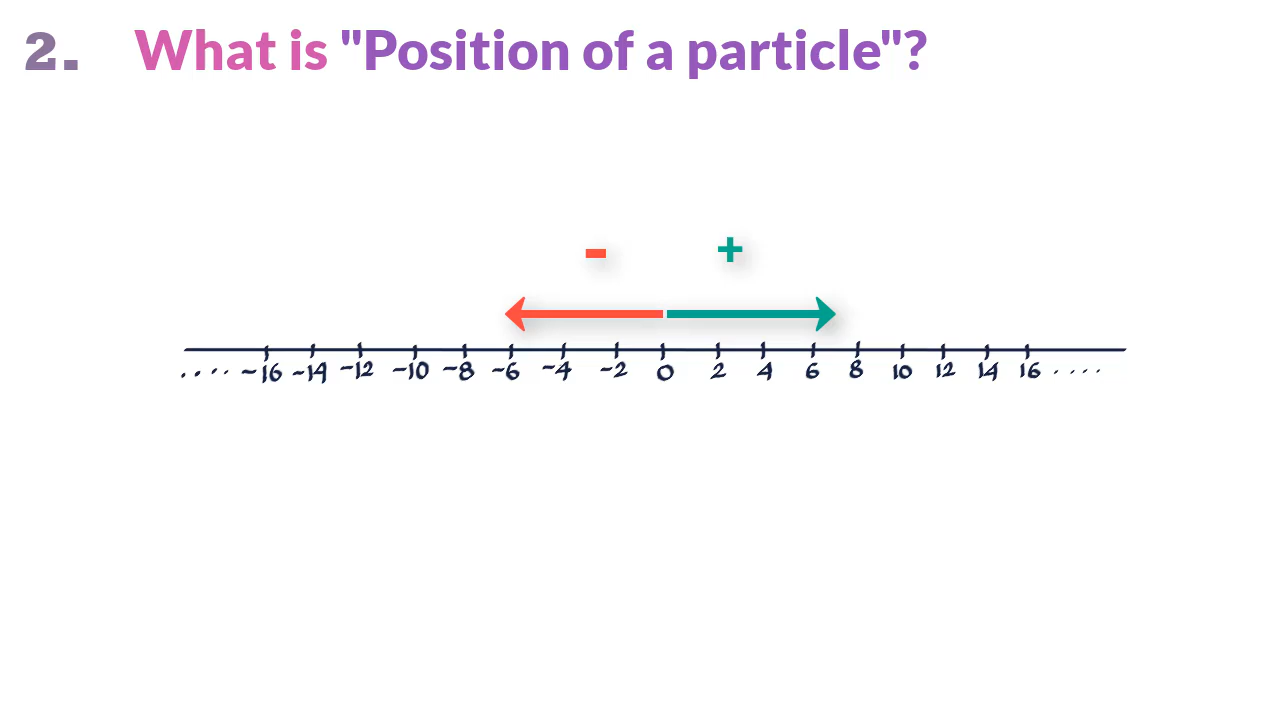 2. What is "Position of a particle"?
- +
.... -16 -14 -12 -10 -8 -6 -4 -2 0 2 4 6 8 10 12 14 16 ....